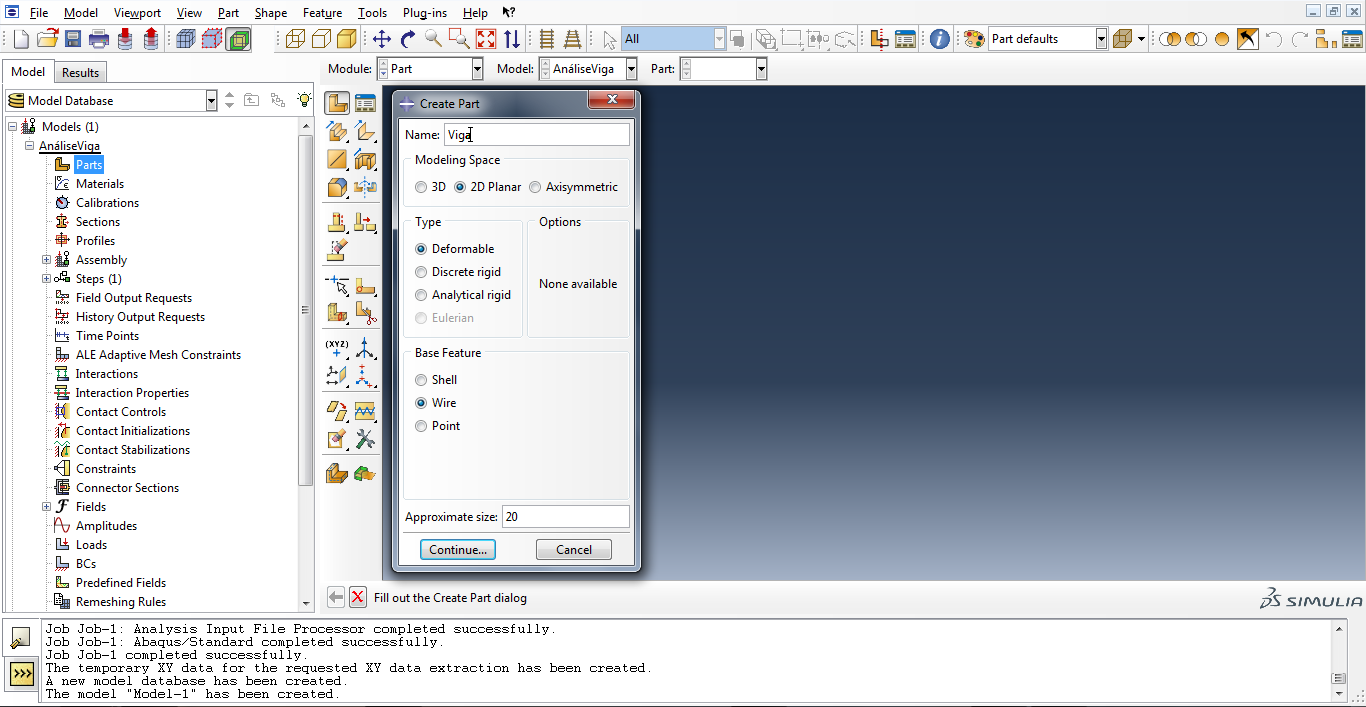 File Model Viewport View Part Shape Feature Tools Plug-ins Help
All Part defaults
Model Results
Module: Part Model: AnáliseViga Part:
Model Database
Models (1)
AnáliseViga
Parts
Materials
Calibrations
Sections
Profiles
Assembly
Steps (1)
Field Output Requests
History Output Requests
Time Points
ALE Adaptive Mesh Constraints
Interactions
Interaction Properties
Contact Controls
Contact Initializations
Contact Stabilizations
Constraints
Connector Sections
Fields
Amplitudes
Loads
BCs
Predefined Fields
Remeshing Rules
(XYZ)
Create Part
Name: Viga
Modeling Space
3D 2D Planar Axisymmetric
Type
Deformable
Discrete rigid
Analytical rigid
Eulerian
Options
None available
Base Feature
Shell
Wire
Point
Approximate size: 20
Continue... Cancel
Fill out the Create Part dialog
SIMULIA
Job Job-1: Analysis Input File Processor completed successfully.
Job Job-1: Abaqus/Standard completed successfully.
Job Job-1 completed successfully.
The temporary XY data for the requested XY data extraction has been created.
A new model database has been created.
The model "Model-1" has been created.
>>>